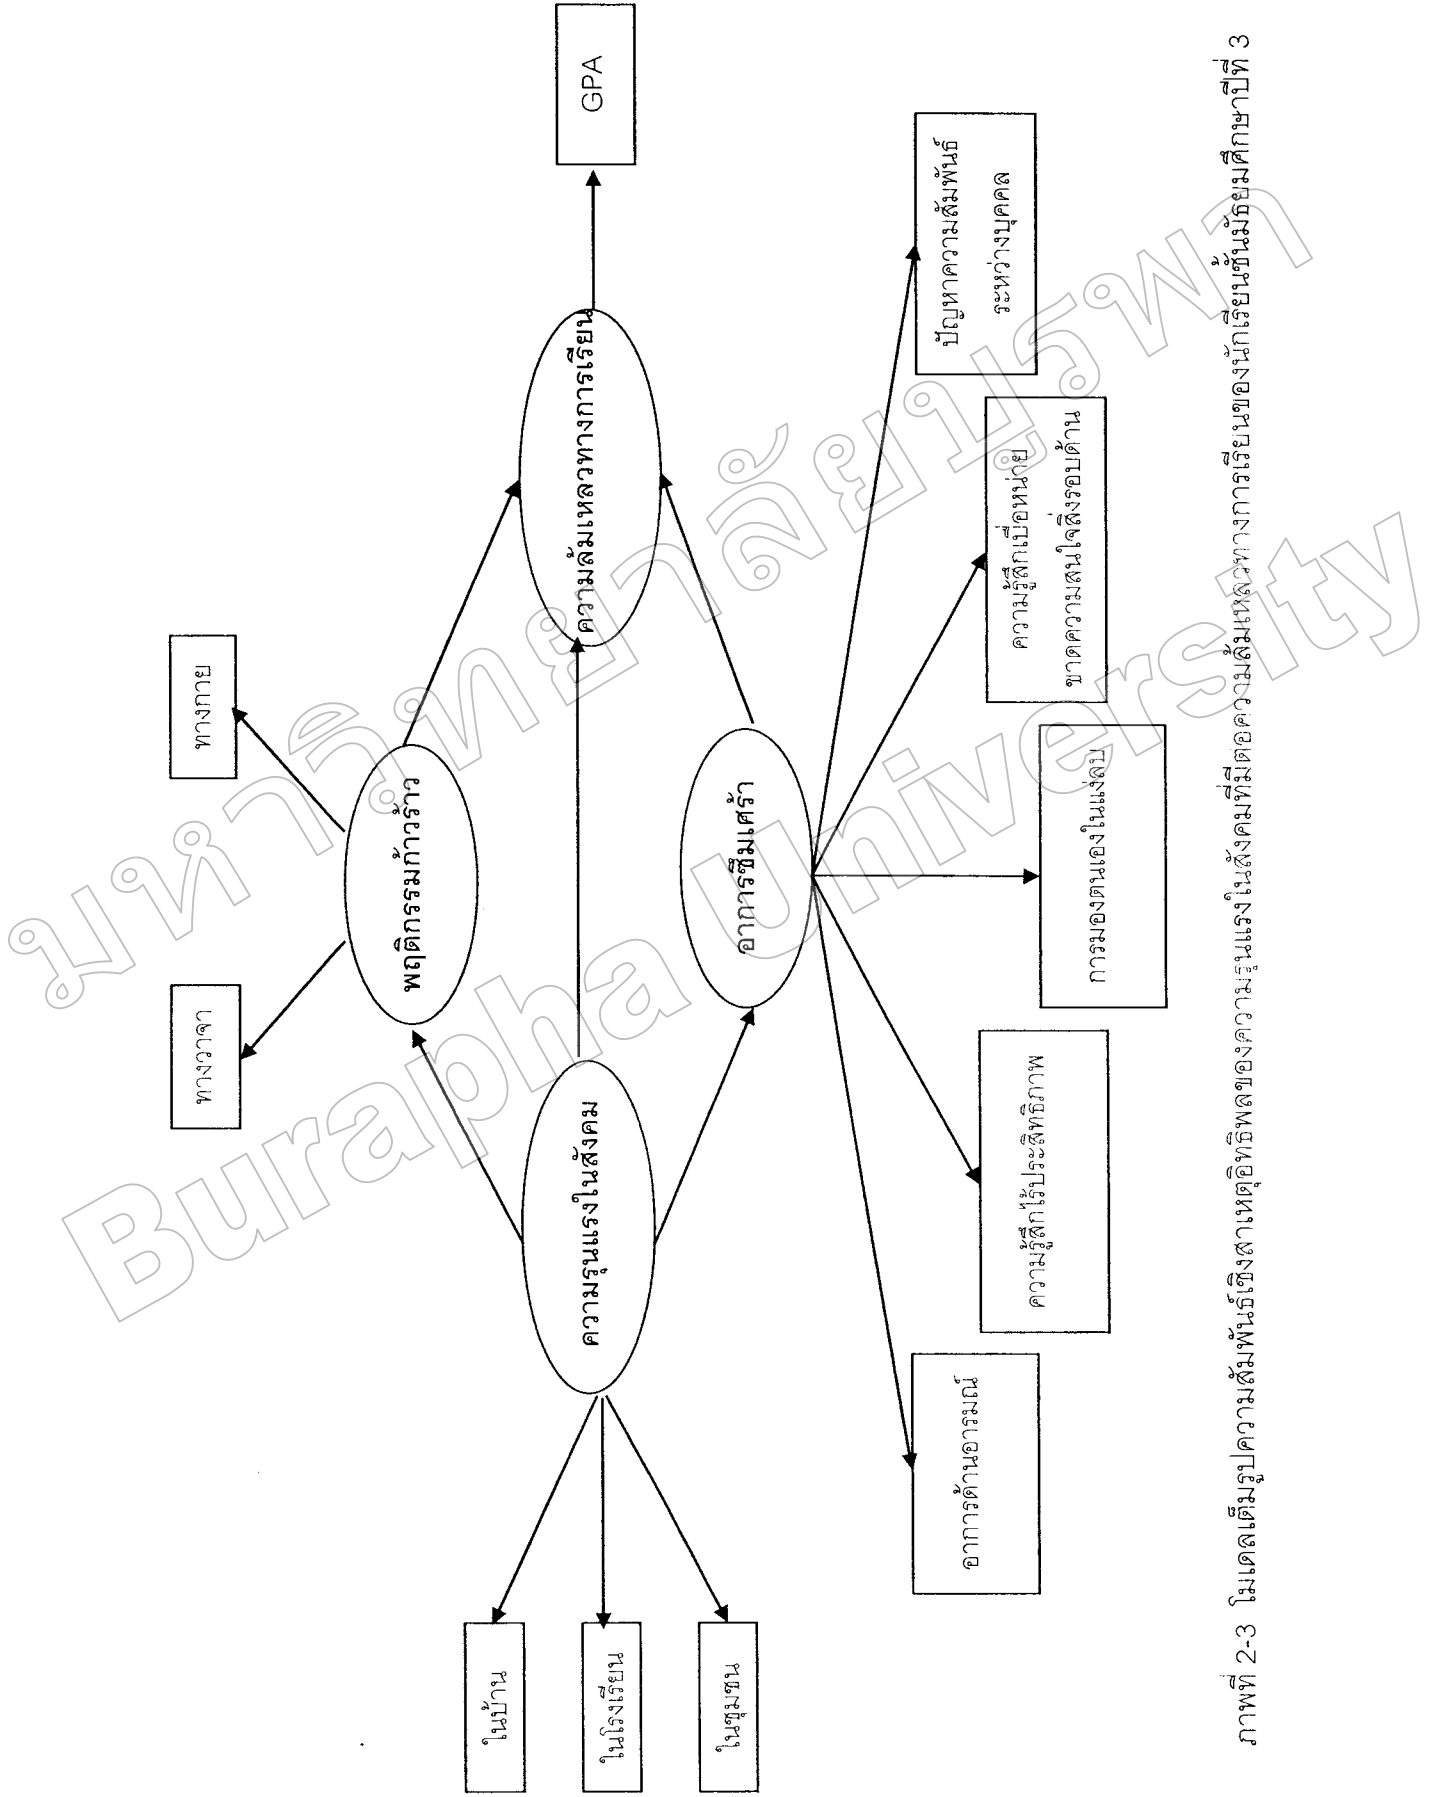 ทางวาจา
ทางกาย
พฤติกรรมก้าวร้าว
ในบ้าน
ในโรงเรียน
ในชุมชน
ความรุนแรงในสังคม
ความล้มเหลวทางการเรียน
GPA
อาการซึมเศร้า
อาการด้านอารมณ์
ความรู้สึกไร้ประสิทธิภาพ
การมองตนเองในแง่ลบ
ความรู้สึกเบื่อหน่าย
ขาดความสนใจสิ่งรอบด้าน
ปัญหาความสัมพันธ์
ระหว่างบุคคล
ภาพที่ 2-3 โมเดลเต็มรูปความสัมพันธ์เชิงสาเหตุอิทธิพลของความรุนแรงในสังคมที่มีต่อความล้มเหลวทางการเรียนของนักเรียนชั้นมัธยมศึกษาปีที่ 3
มหาวิทยาลัยบูรพา
Burapha University